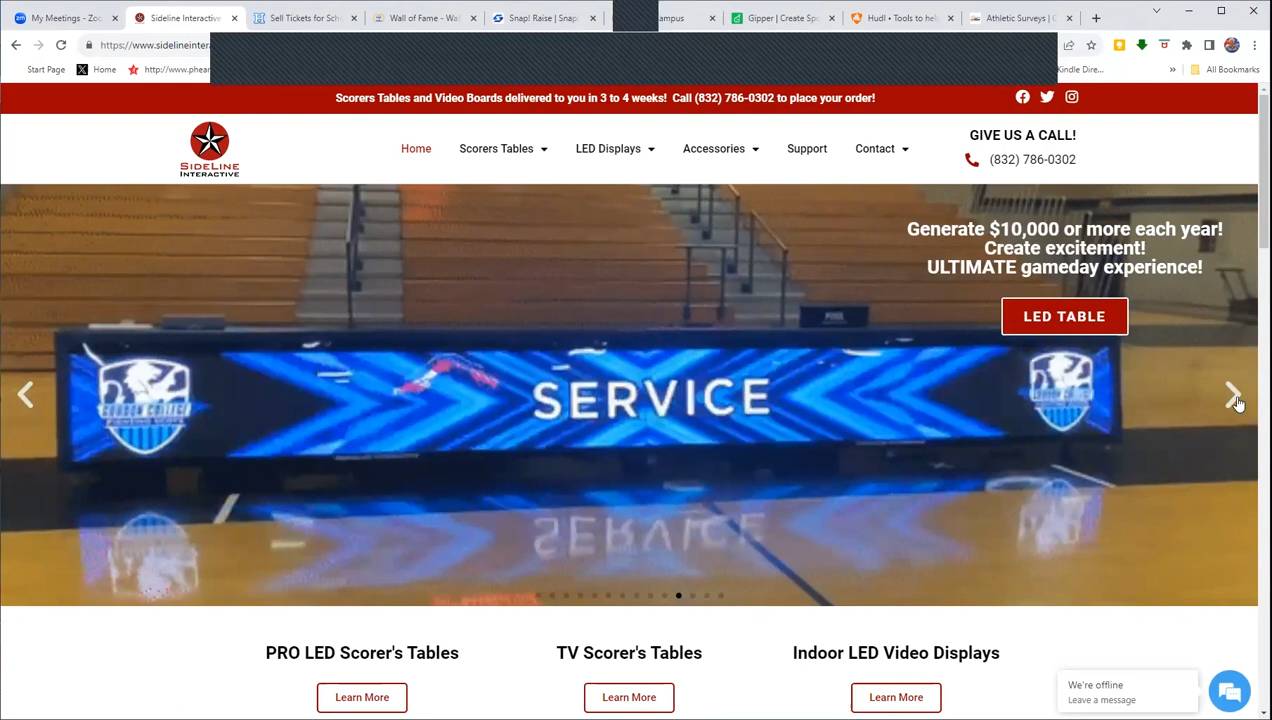 My Meetings - Zoo
Sideline Interactive
Sell Tickets for Sch
Wall of Fame - Wa
Snap! Raise | Snap
ampus
Gipper | Create Sp
Hudl • Tools to hel
Athletic Surveys | C
https://www.sidelineinter
Start Page
Home
http://www.phear
Kindle Dire...
»
All Bookmarks
Scorers Tables and Video Boards delivered to you in 3 to 4 weeks! Call (832) 786-0302 to place your order!
SIDELINE
INTERACTIVE
Home
Scorers Tables
LED Displays
Accessories
Support
Contact
GIVE US A CALL!
(832) 786-0302
Generate $10,000 or more each year!
Create excitement!
ULTIMATE gameday experience!
LED TABLE
SERVICE
PRO LED Scorer's Tables
TV Scorer's Tables
Indoor LED Video Displays
Learn More
Learn More
Learn More
We're offline
Leave a message